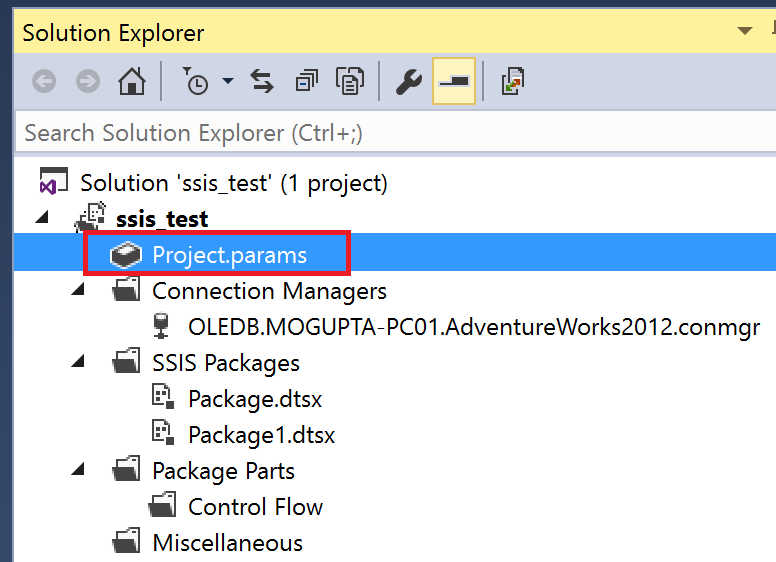 Solution Explorer
Search Solution Explorer (Ctrl+;)
Solution 'ssis_test' (1 project)
ssis_test
Project.params
Connection Managers
OLEDB.MOGUPTA-PC01.AdventureWorks2012.conmgr
SSIS Packages
Package.dtsx
Package1.dtsx
Package Parts
Control Flow
Miscellaneous